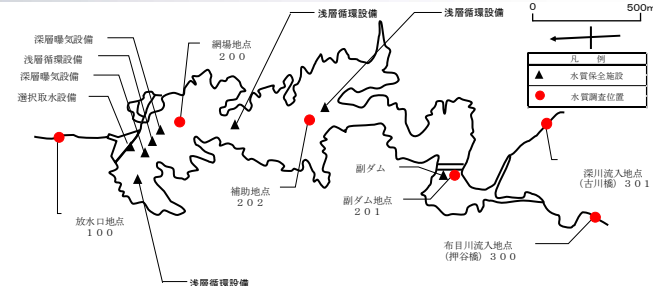 浅層循環設備
浅層循環設備
0　500m
深層曝気設備
浅層循環設備
深層曝気設備
選択取水設備
網場地点
200
凡　例
水質保全施設
水質調査位置
副ダム
副ダム地点
201
深川流入地点
(古川橋) 301
補助地点
202
放水口地点
100
布目川流入地点
(押谷橋) 300
浅層循環設備